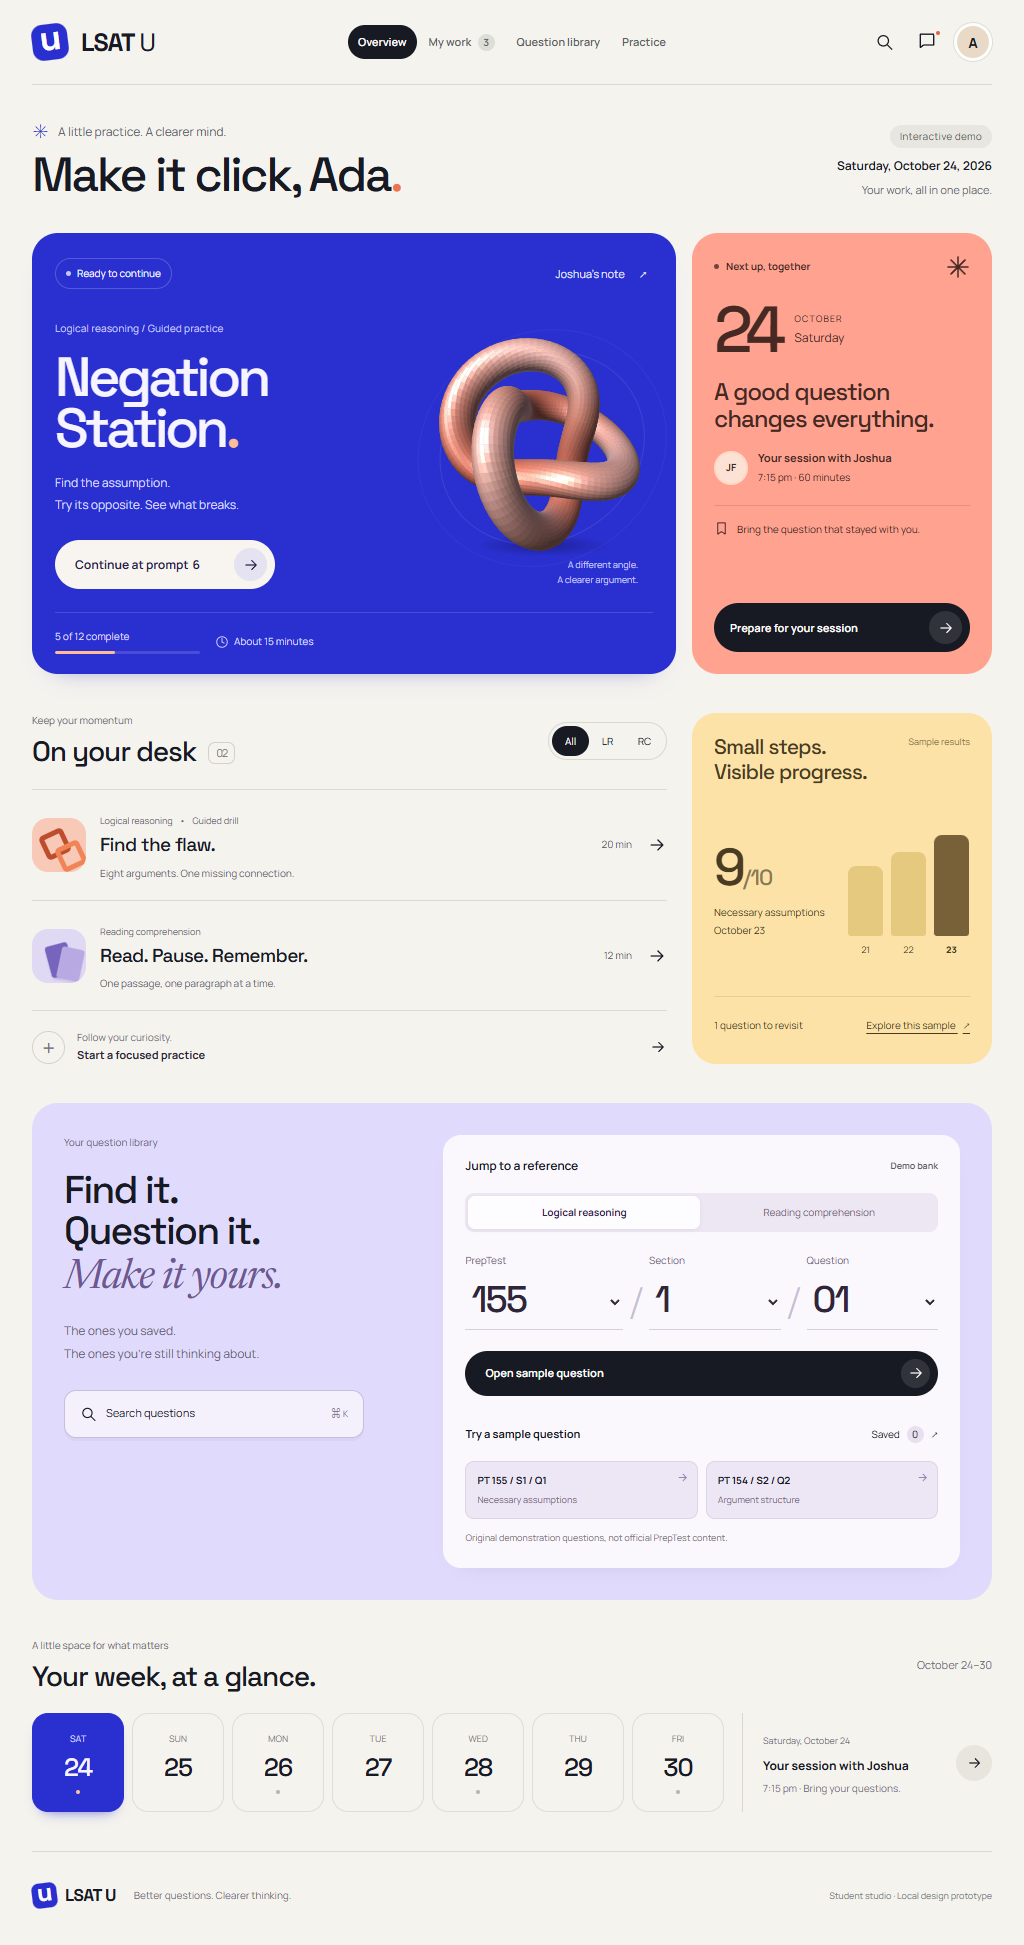 u LSAT U
Overview
My work 3
Question library
Practice
A
A little practice. A clearer mind.
Make it click, Ada.
Interactive demo
Saturday, October 24, 2026
Your work, all in one place.
Ready to continue
Joshua's note ↗
Logical reasoning / Guided practice
Negation
Station.
Find the assumption.
Try its opposite. See what breaks.
Continue at prompt 6
A different angle.
A clearer argument.
5 of 12 complete
About 15 minutes
Next up, together
24
OCTOBER
Saturday
A good question
changes everything.
JF
Your session with Joshua
7:15 pm · 60 minutes
Bring the question that stayed with you.
Prepare for your session
Keep your momentum
On your desk 02
All
LR
RC
Logical reasoning • Guided drill
Find the flaw.
Eight arguments. One missing connection.
20 min
Reading comprehension
Read. Pause. Remember.
One passage, one paragraph at a time.
12 min
Follow your curiosity.
Start a focused practice
Small steps.
Visible progress.
Sample results
9/10
Necessary assumptions
October 23
21
22
23
1 question to revisit
Explore this sample ↗
Your question library
Find it.
Question it.
Make it yours.
The ones you saved.
The ones you're still thinking about.
Search questions
⌘ K
Jump to a reference
Demo bank
Logical reasoning
Reading comprehension
PrepTest
Section
Question
155 / 1 / 01
Open sample question
Try a sample question
Saved 0 ↗
PT 155 / S1 / Q1
Necessary assumptions
PT 154 / S2 / Q2
Argument structure
Original demonstration questions, not official PrepTest content.
A little space for what matters
Your week, at a glance.
October 24–30
SAT
24
SUN
25
MON
26
TUE
27
WED
28
THU
29
FRI
30
Saturday, October 24
Your session with Joshua
7:15 pm · Bring your questions.
u LSAT U
Better questions. Clearer thinking.
Student studio · Local design prototype